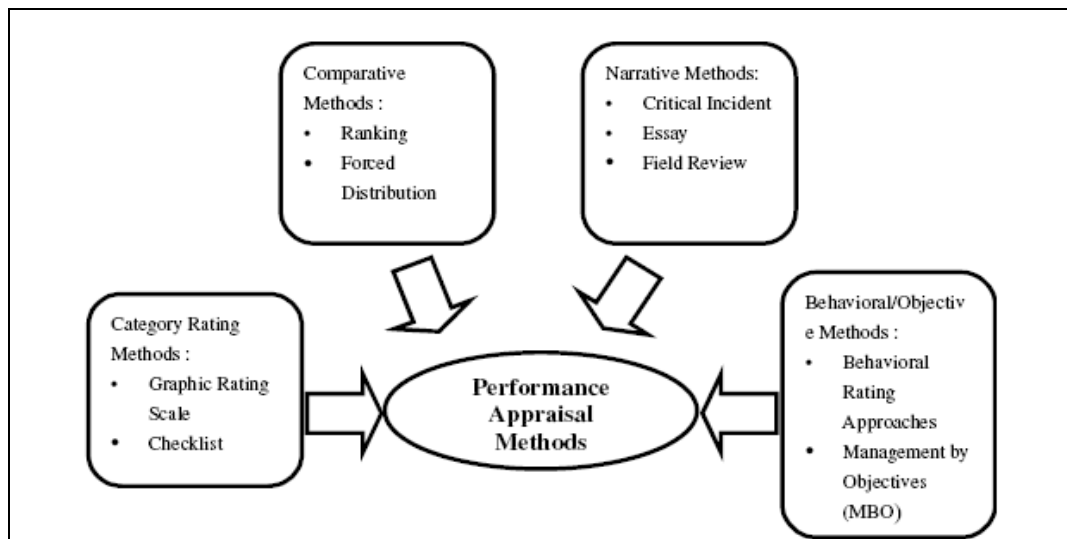 Comparative
Methods :
• Ranking
• Forced
Distribution
Narrative Methods:
• Critical Incident
• Essay
• Field Review
Category Rating
Methods :
• Graphic Rating
Scale
• Checklist
Performance
Appraisal
Methods
Behavioral/Objectiv
e Methods :
• Behavioral
Rating
Approaches
• Management by
Objectives
(MBO)